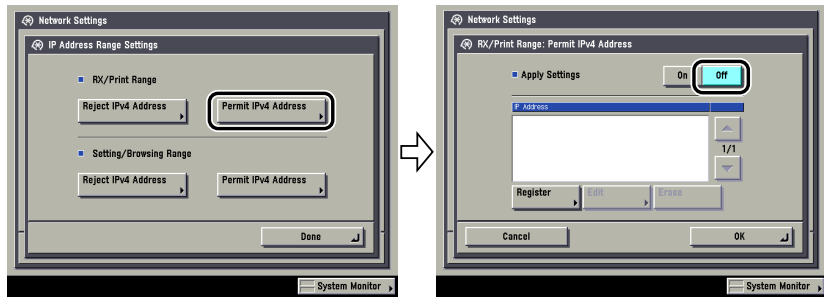 Network Settings
IP Address Range Settings
RX/Print Range
Reject IPv4 Address
Permit IPv4 Address
Setting/Browsing Range
Reject IPv4 Address
Permit IPv4 Address
Done
System Monitor
Network Settings
RX/Print Range: Permit IPv4 Address
Apply Settings
On
Off
IP Address
1/1
Register
Edit
Erase
Cancel
OK
System Monitor